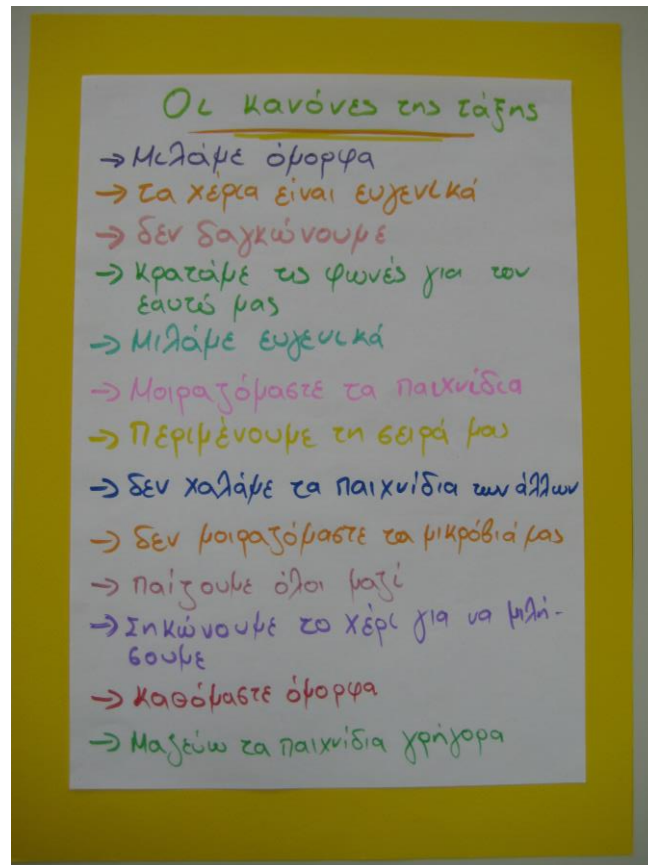 Οι κανόνες της τάξης
→ Μιλάμε όμορφα
→ τα χέρια είναι ευγενικά
→ δεν δαγκώνουμε
→ Κρατάμε τις φωνές για τον
εαυτό μας
→ Μιλάμε ευγενικά
→ Μοιραζόμαστε τα παιχνίδια
→ Περιμένουμε τη σειρά μας
→ δεν χαλάμε τα παιχνίδια των άλλων
→ δεν μοιραζόμαστε τα μικρόβιά μας
→ παίζουμε όλοι μαζί
→ Σηκώνουμε το χέρι για να μιλή-
σουμε
→ καθόμαστε όμορφα
→ Μαζεύω τα παιχνίδια γρήγορα